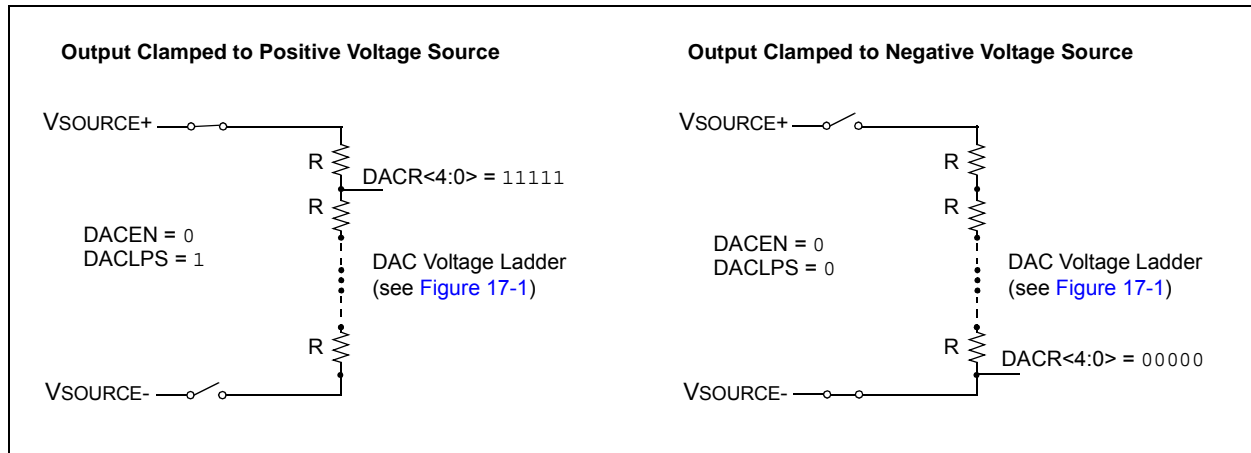 Output Clamped to Positive Voltage Source
VSOURCE+
R
DACR<4:0> = 11111
R
DACEN = 0
DACLPS = 1
DAC Voltage Ladder
(see Figure 17-1)
R
VSOURCE-
Output Clamped to Negative Voltage Source
VSOURCE+
R
R
DACEN = 0
DACLPS = 0
DAC Voltage Ladder
(see Figure 17-1)
R
DACR<4:0> = 00000
VSOURCE-